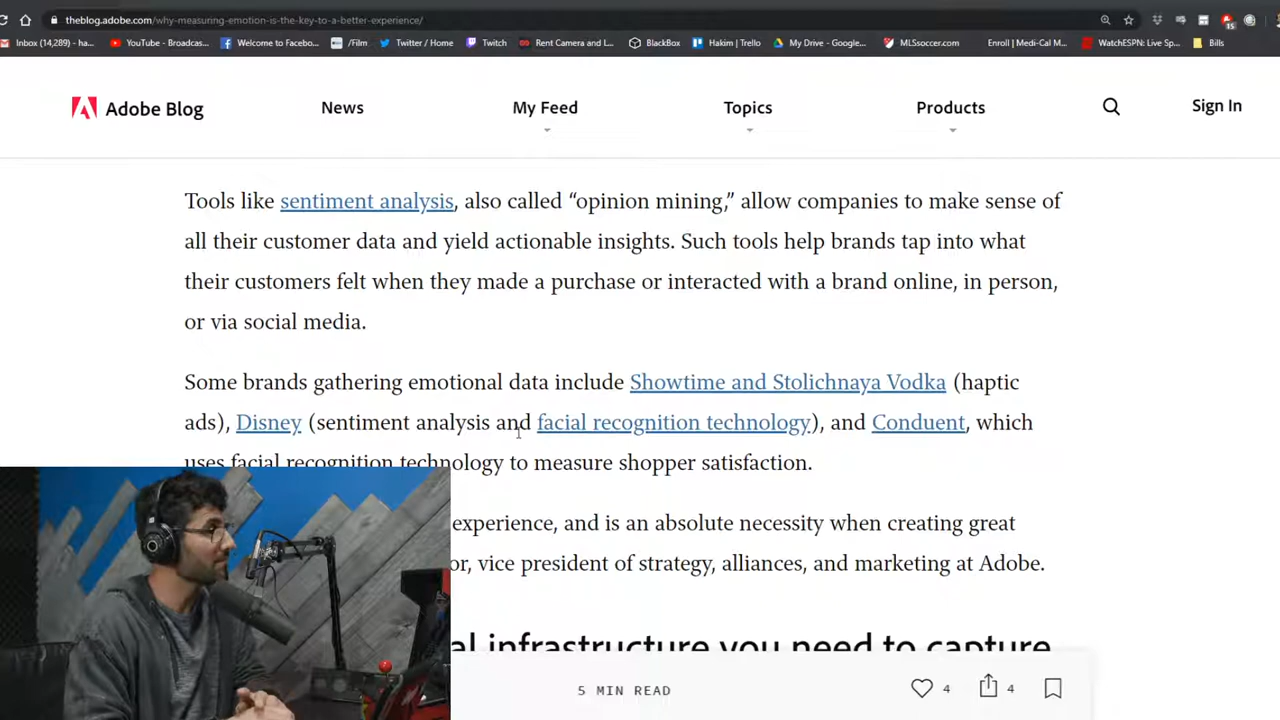 theblog.adobe.com/why-measuring-emotion-is-the-key-to-a-better-experience/
Inbox (14,289) - ha... YouTube - Broadcas... Welcome to Facebo... /Film Twitter / Home Twitch Rent Camera and L... BlackBox Hakim | Trello My Drive - Google... MLSsoccer.com Enroll | Medi-Cal M... WatchESPN: Live Sp... Bills
Adobe Blog News My Feed Topics Products Sign In
Tools like sentiment analysis, also called “opinion mining,” allow companies to make sense of
all their customer data and yield actionable insights. Such tools help brands tap into what
their customers felt when they made a purchase or interacted with a brand online, in person,
or via social media.
Some brands gathering emotional data include Showtime and Stolichnaya Vodka (haptic
ads), Disney (sentiment analysis and facial recognition technology), and Conduent, which
uses facial recognition technology to measure shopper satisfaction.
experience, and is an absolute necessity when creating great
or, vice president of strategy, alliances, and marketing at Adobe.
al infrastructure you need to capture
5 MIN READ 4 4